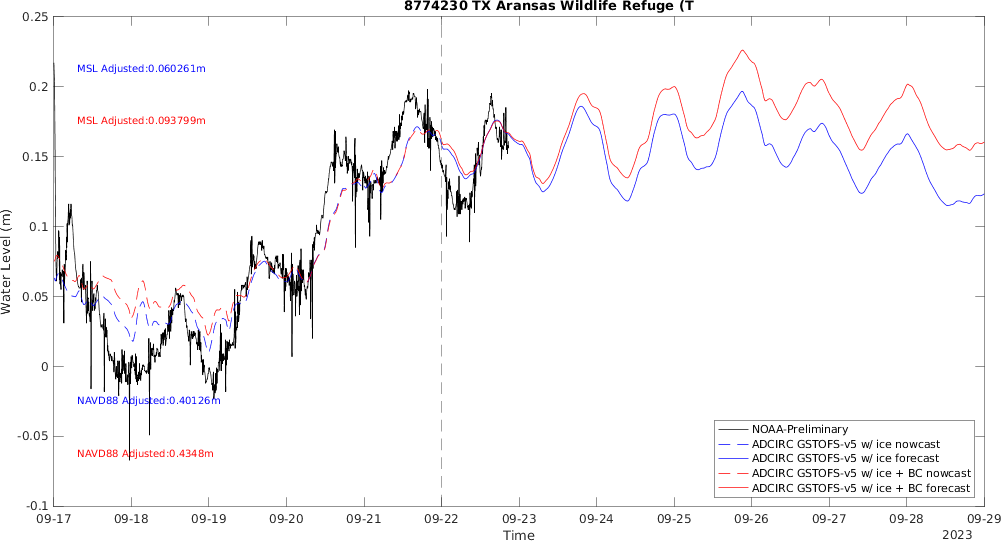 8774230 TX Aransas Wildlife Refuge (T
0.25
0.2
0.15
0.1
0.05
0
-0.05
-0.1
Water Level (m)
MSL Adjusted:0.060261m
MSL Adjusted:0.093799m
NAVD88 Adjusted:0.40126m
NAVD88 Adjusted:0.4348m
NOAA-Preliminary
ADCIRC GSTOFS-v5 w/ ice nowcast
ADCIRC GSTOFS-v5 w/ ice forecast
ADCIRC GSTOFS-v5 w/ ice + BC nowcast
ADCIRC GSTOFS-v5 w/ ice + BC forecast
09-17 09-18 09-19 09-20 09-21 09-22 09-23 09-24 09-25 09-26 09-27 09-28 09-29
Time
2023